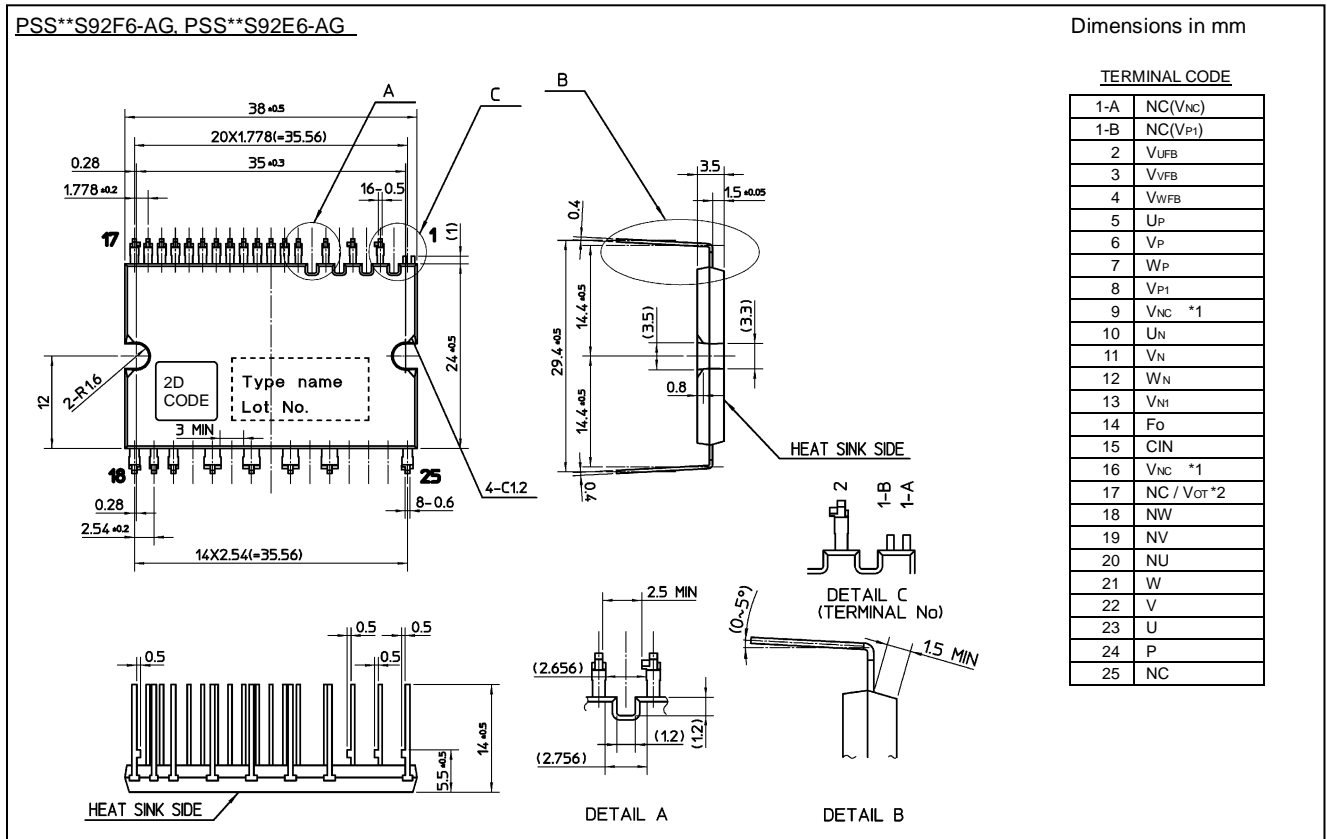 PSS**S92F6-AG, PSS**S92E6-AG
Dimensions in mm
TERMINAL CODE
1-A NC(VNC)
1-B NC(VP1)
2 VUFB
3 VVFB
4 VWFB
5 UP
6 VP
7 WP
8 VP1
9 VNC *1
10 UN
11 VN
12 WN
13 VN1
14 Fo
15 CIN
16 VNC *1
17 NC / VOT *2
18 NW
19 NV
20 NU
21 W
22 V
23 U
24 P
25 NC
A
C
B
38 ±0.5
20X1.778(=35.56)
0.28
35 ±0.3
1.778 ±0.2
16-0.5
17
1
(1)
24 ±0.5
12
2-R1.6
2D
CODE
Type name
Lot No.
3 MIN
18
25
0.28
8-0.6
4-C1.2
2.54 ±0.2
14X2.54(=35.56)
3.5
1.5 ±0.05
0.4
14.4 ±0.5
29.4 ±0.5
(3.5)
(3.3)
14.4 ±0.5
0.8
0.4
HEAT SINK SIDE
2
1-B
1-A
DETAIL C
(TERMINAL No)
0.5
0.5
0.5
0.5
14 ±0.5
5.5 ±0.5
HEAT SINK SIDE
2.5 MIN
(2.656)
(1.2)
(1.2)
(2.756)
DETAIL A
(0~5°)
1.5 MIN
DETAIL B